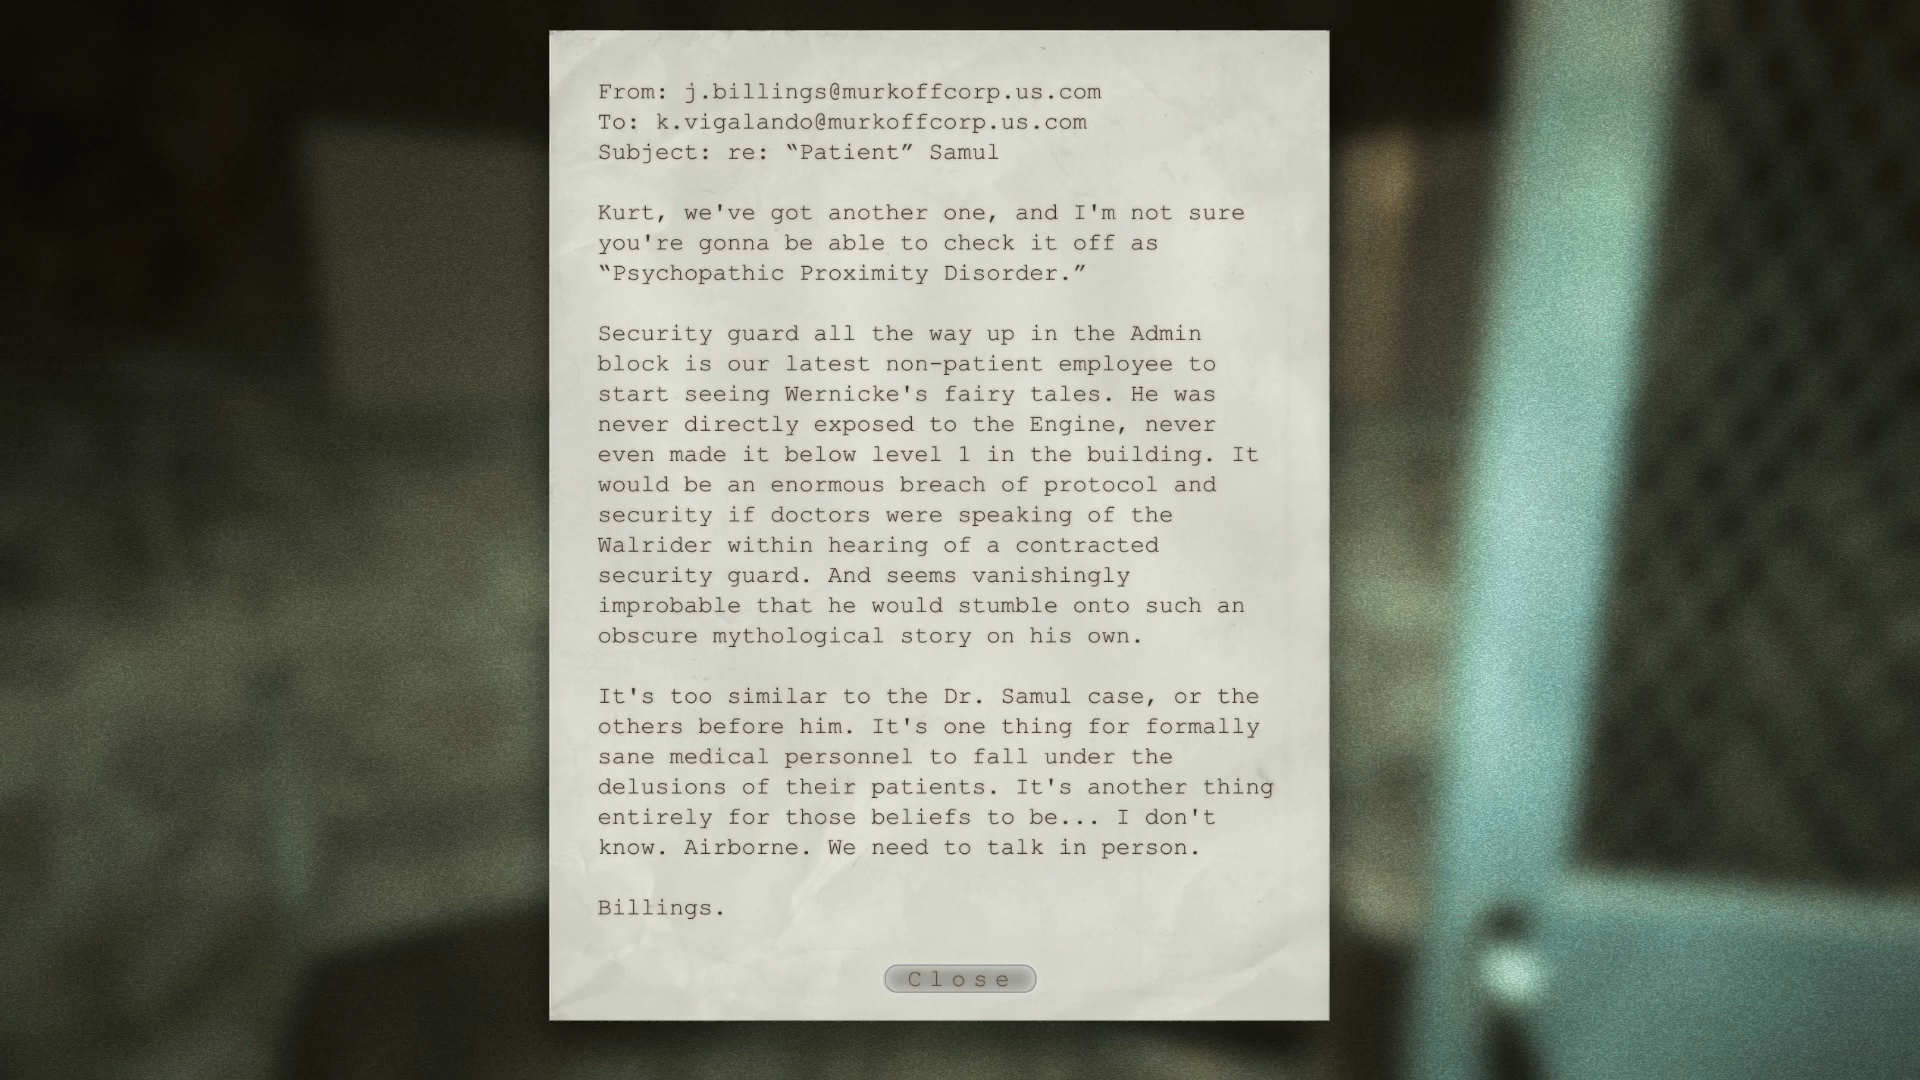 From: j.billings@murkoffcorp.us.com
To: k.vigalando@murkoffcorp.us.com
Subject: re: “Patient” Samul
Kurt, we've got another one, and I'm not sure
you're gonna be able to check it off as
“Psychopathic Proximity Disorder.”
Security guard all the way up in the Admin
block is our latest non-patient employee to
start seeing Wernicke's fairy tales. He was
never directly exposed to the Engine, never
even made it below level 1 in the building. It
would be an enormous breach of protocol and
security if doctors were speaking of the
Walrider within hearing of a contracted
security guard. And seems vanishingly
improbable that he would stumble onto such an
obscure mythological story on his own.
It's too similar to the Dr. Samul case, or the
others before him. It's one thing for formally
sane medical personnel to fall under the
delusions of their patients. It's another thing
entirely for those beliefs to be... I don't
know. Airborne. We need to talk in person.
Billings.
Close